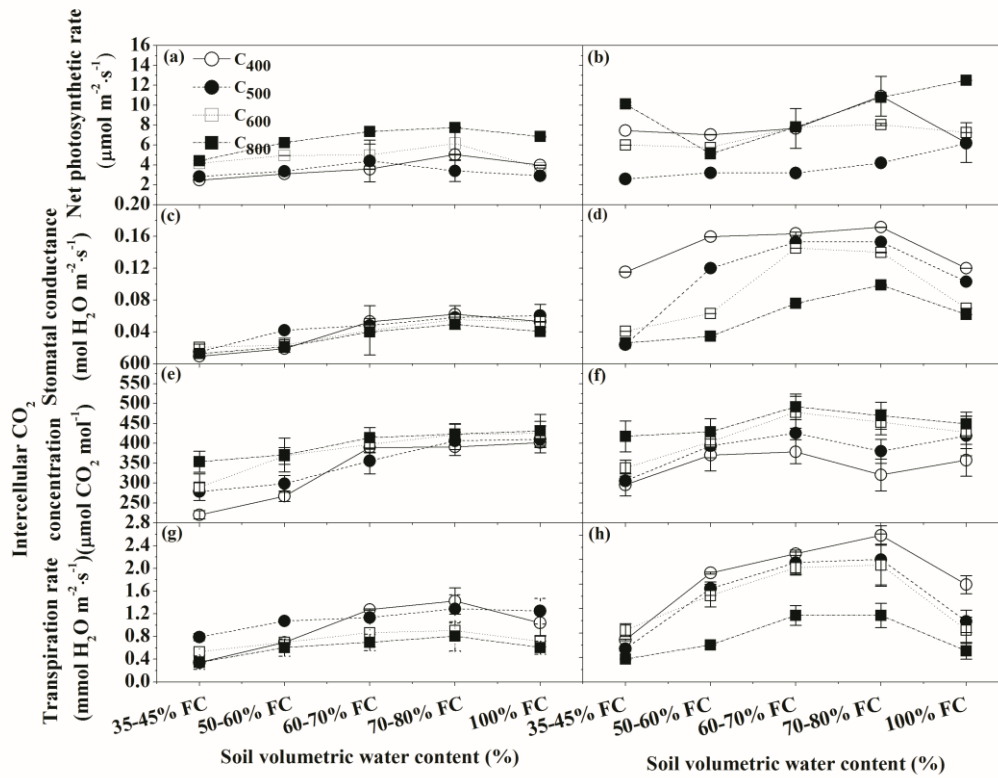 Net photosynthetic rate
(μmol m⁻²·s⁻¹)
16
14
12
10
8
6
4
2
(a)
C₄₀₀
C₅₀₀
C₆₀₀
C₈₀₀
(b)
Stomatal conductance
(mol H₂O m⁻²·s⁻¹)
0.20
0.16
0.12
0.08
0.04
(c)
(d)
Intercellular CO₂
concentration
(μmol CO₂ mol⁻¹)
600
550
500
450
400
350
300
250
(e)
(f)
Transpiration rate
(mmol H₂O m⁻²·s⁻¹)
2.8
2.4
2.0
1.6
1.2
0.8
0.4
0.0
(g)
(h)
35-45% FC
50-60% FC
60-70% FC
70-80% FC
100% FC
35-45% FC
50-60% FC
60-70% FC
70-80% FC
100% FC
Soil volumetric water content (%)
Soil volumetric water content (%)